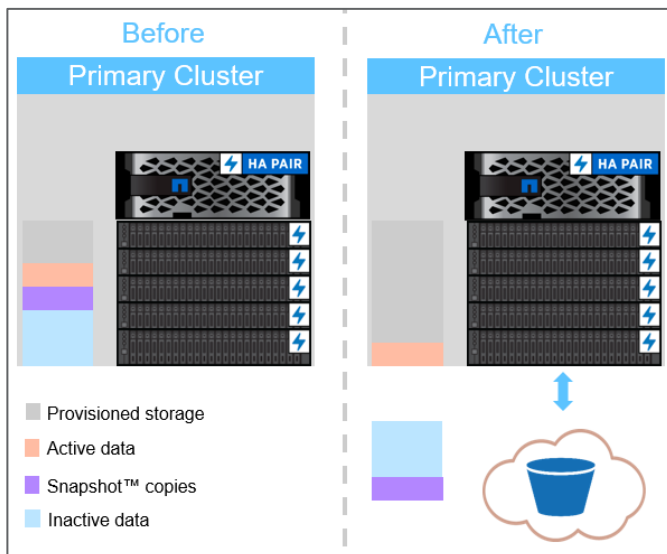 Before
Primary Cluster
HA PAIR
Provisioned storage
Active data
Snapshot™ copies
Inactive data
After
Primary Cluster
HA PAIR